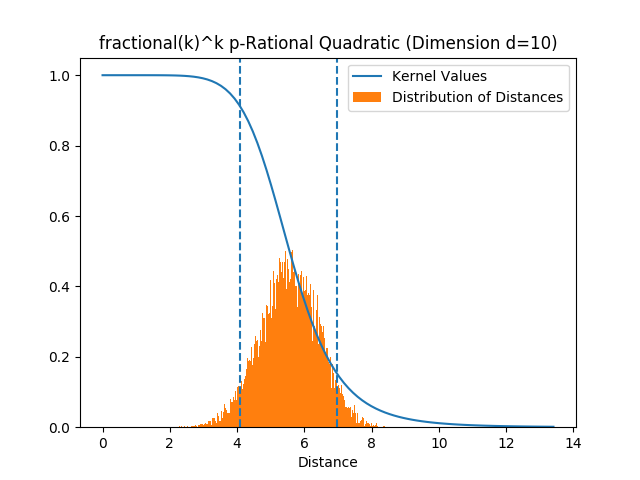 fractional(k)^k p-Rational Quadratic (Dimension d=10)
Kernel Values
Distribution of Distances
1.0
0.8
0.6
0.4
0.2
0.0
0 2 4 6 8 10 12 14
Distance